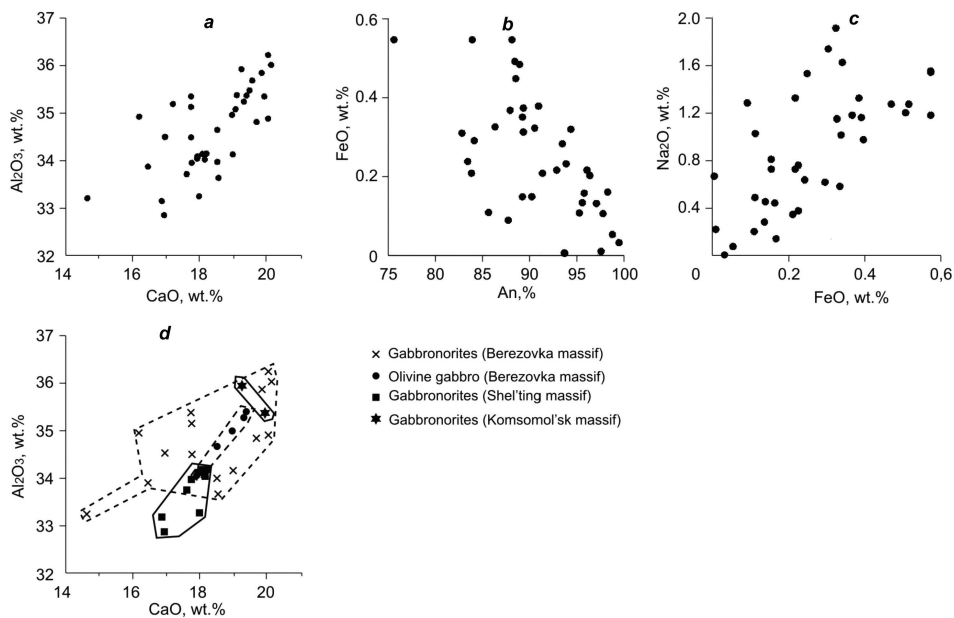 a
37
36
35
34
33
32
Al2O3, wt.%
14
16
18
20
CaO, wt.%
b
0.6
0.4
0.2
0
FeO, wt.%
75
80
85
90
95
100
An,%
c
2.0
1.6
1.2
0.8
0.4
0
Na2O, wt.%
0
0.2
0.4
0,6
FeO, wt.%
d
37
36
35
34
33
32
Al2O3, wt.%
14
16
18
20
CaO, wt.%
Gabbronorites (Berezovka massif)
Olivine gabbro (Berezovka massif)
Gabbronorites (Shel'ting massif)
Gabbronorites (Komsomol'sk massif)